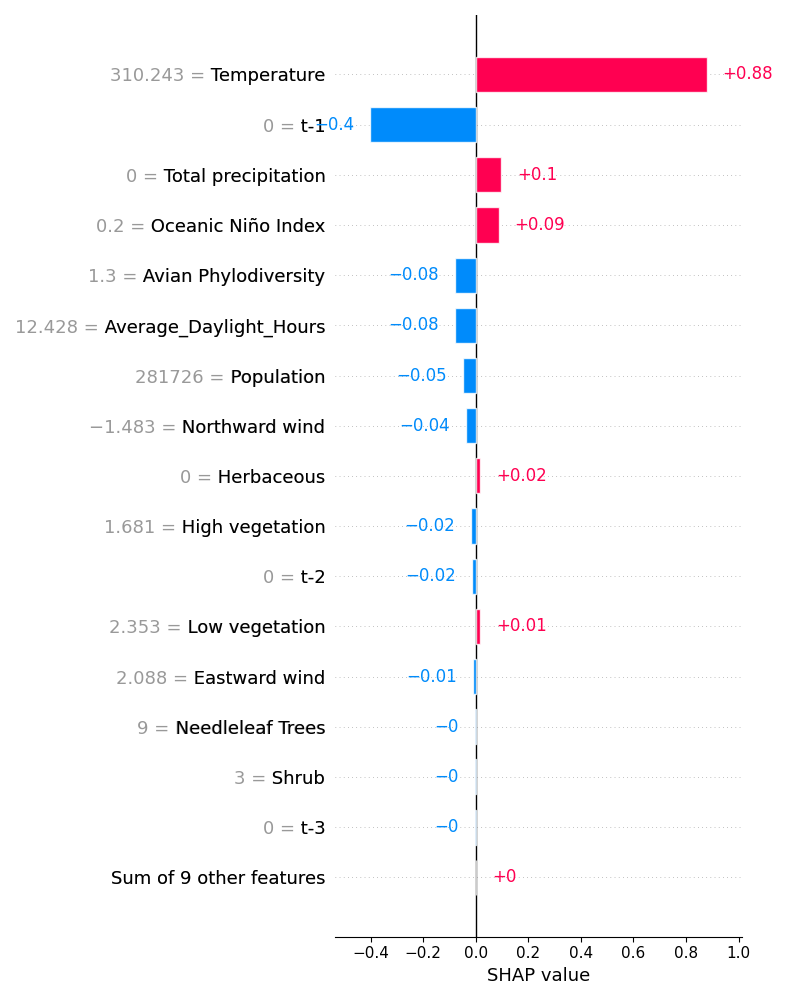 310.243 = Temperature +0.88
0 = t-1 −0.4
0 = Total precipitation +0.1
0.2 = Oceanic Niño Index +0.09
1.3 = Avian Phylodiversity −0.08
12.428 = Average_Daylight_Hours −0.08
281726 = Population −0.05
−1.483 = Northward wind −0.04
0 = Herbaceous +0.02
1.681 = High vegetation −0.02
0 = t-2 −0.02
2.353 = Low vegetation +0.01
2.088 = Eastward wind −0.01
9 = Needleleaf Trees −0
3 = Shrub −0
0 = t-3 −0
Sum of 9 other features +0
−0.4 −0.2 0.0 0.2 0.4 0.6 0.8 1.0
SHAP value